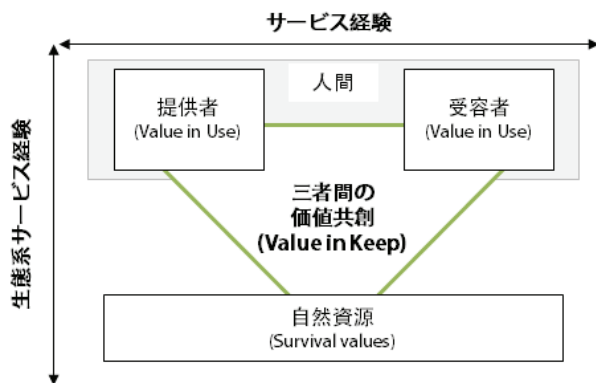 サービス経験
人間
提供者
(Value in Use)
受容者
(Value in Use)
生態系サービス経験
三者間の
価値共創
(Value in Keep)
自然資源
(Survival values)